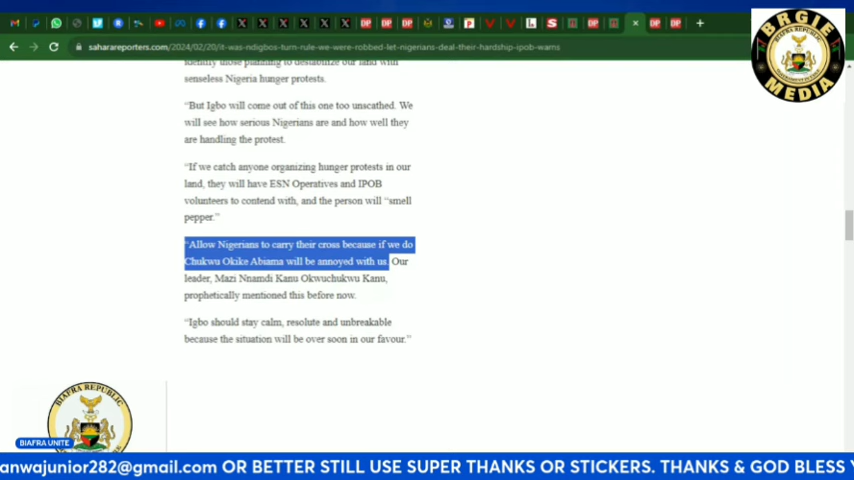 saharareporters.com/2024/02/20/it-was-ndigbos-turn-rule-we-were-robbed-let-nigerians-deal-their-hardship-ipob-warns
BRGIE
MEDIA
identify those planning to destabilize our land with
senseless Nigeria hunger protests.
“But Igbo will come out of this one too unscathed. We
will see how serious Nigerians are and how well they
are handling the protest.
“If we catch anyone organizing hunger protests in our
land, they will have ESN Operatives and IPOB
volunteers to contend with, and the person will “smell
pepper.”
“Allow Nigerians to carry their cross because if we do
Chukwu Okike Abiama will be annoyed with us. Our
leader, Mazi Nnamdi Kanu Okwuchukwu Kanu,
prophetically mentioned this before now.
“Igbo should stay calm, resolute and unbreakable
because the situation will be over soon in our favour.”
BIAFRA REPUBLIC
BIAFRA UNITE
anwajunior282@gmail.com OR BETTER STILL USE SUPER THANKS OR STICKERS. THANKS & GOD BLESS